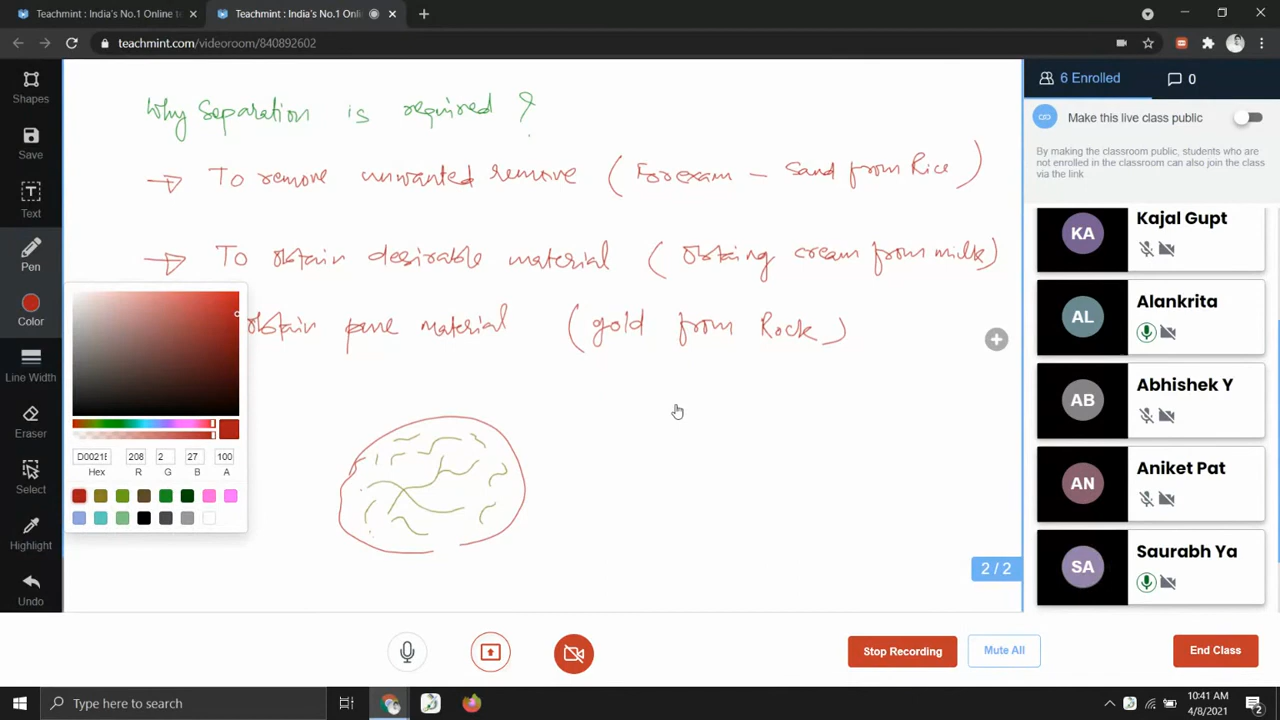 Teachmint : India's No.1 Online t
Teachmint : India's No.1 Onli
teachmint.com/videoroom/840892602
Shapes
Save
Text
Pen
Color
Line Width
Eraser
Select
Highlight
Undo
Why Separation is required ?
→ To remove unwanted remove (For exam – Sand from Rice)
→ To obtain desirable material (obtaing cream from milk)
obtain pure material (gold from Rock)
D0021E
208
2
27
100
Hex
R
G
B
A
2 / 2
6 Enrolled
0
Make this live class public
By making the classroom public, students who are
not enrolled in the classroom can also join the class
via the link
KA
Kajal Gupt
AL
Alankrita
AB
Abhishek Y
AN
Aniket Pat
SA
Saurabh Ya
Stop Recording
Mute All
End Class
Type here to search
10:41 AM
4/8/2021
2